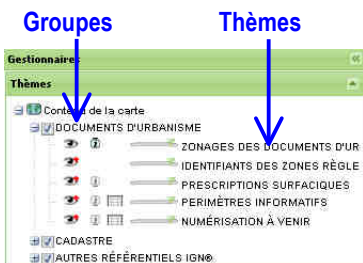 Groupes Thèmes
Gestionnaires
Thèmes
Contenu de la carte
DOCUMENTS D'URBANISME
ZONAGES DES DOCUMENTS D'UR
IDENTIFIANTS DES ZONES RÈGLE
PRESCRIPTIONS SURFACIQUES
PERIMÈTRES INFORMATIFS
NUMÉRISATION À VENIR
CADASTRE
AUTRES RÉFÉRENTIELS IGN®